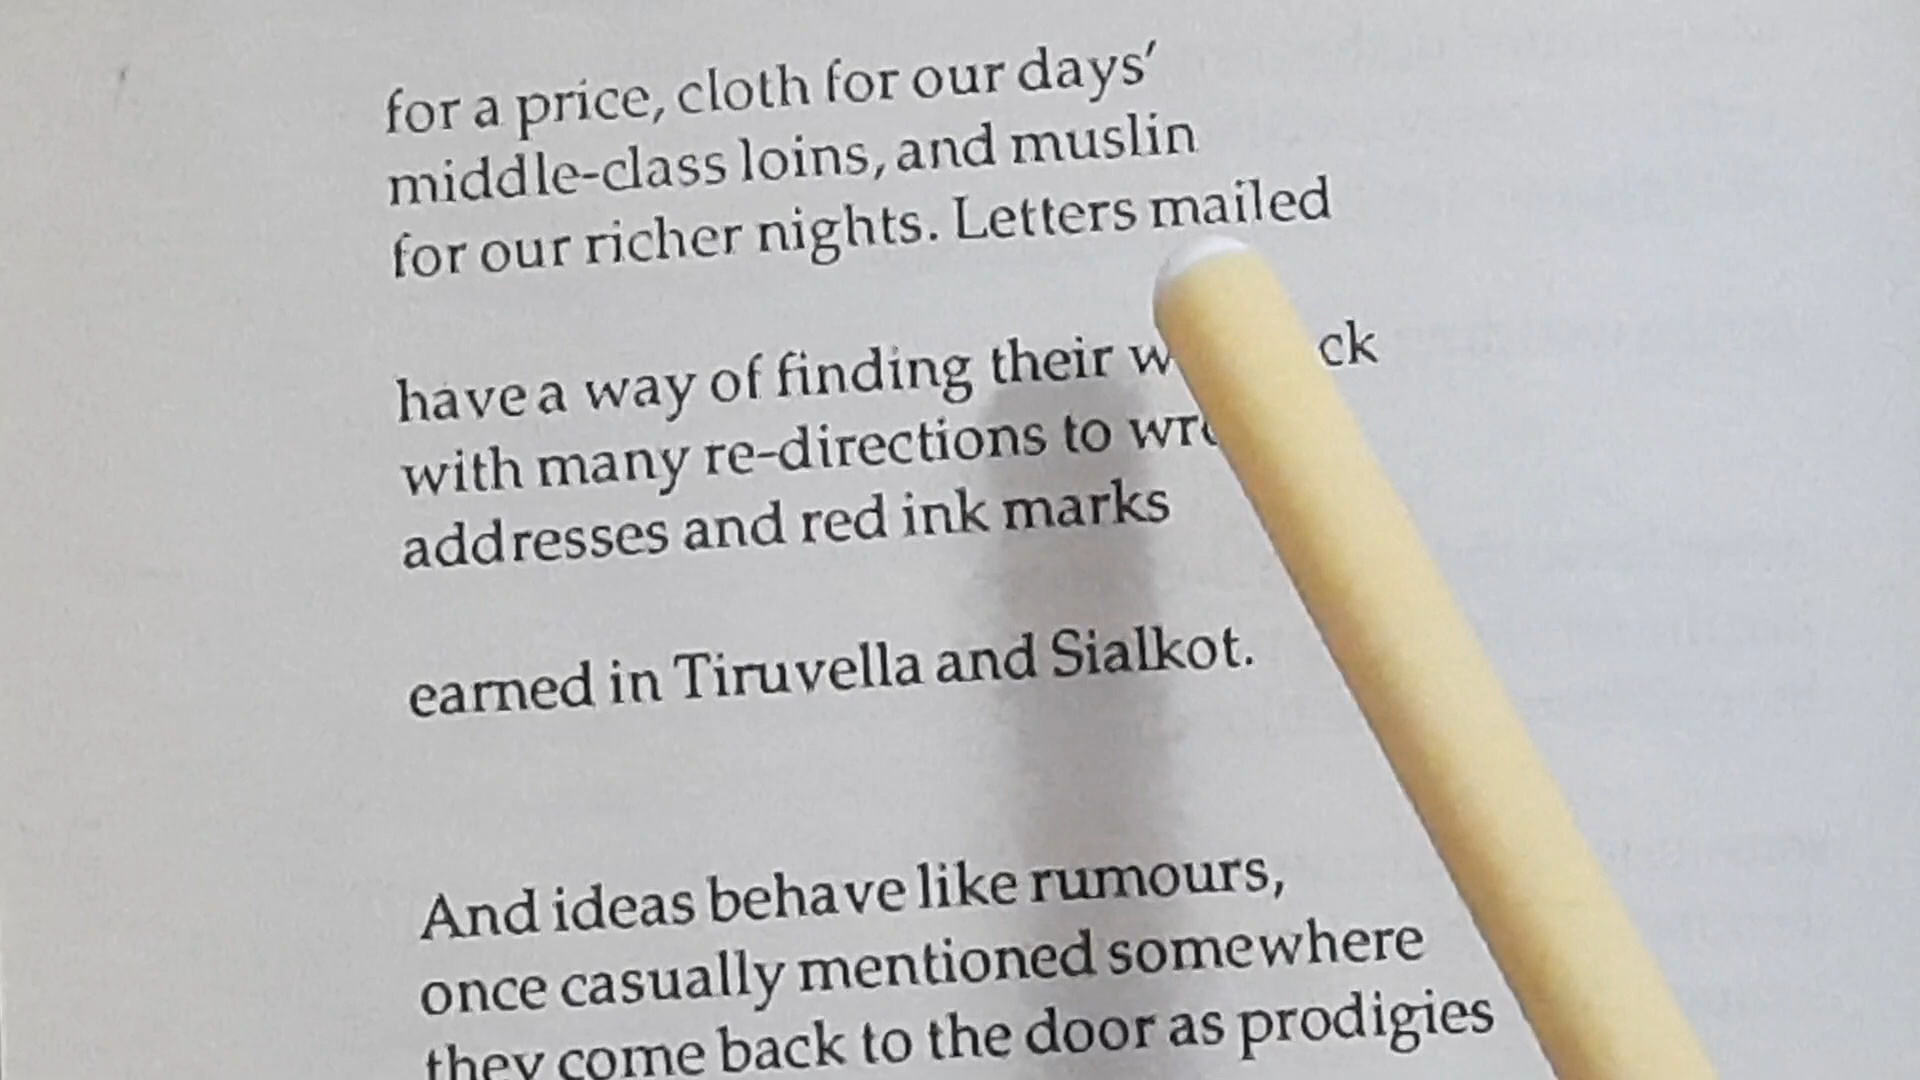 for a price, cloth for our days'
middle-class loins, and muslin
for our richer nights. Letters mailed
have a way of finding their
with many re-directions to
addresses and red ink marks
earned in Tiruvella and Sialkot.
And ideas behave like rumours,
once casually mentioned somewhere
they come back to the door as prodigies